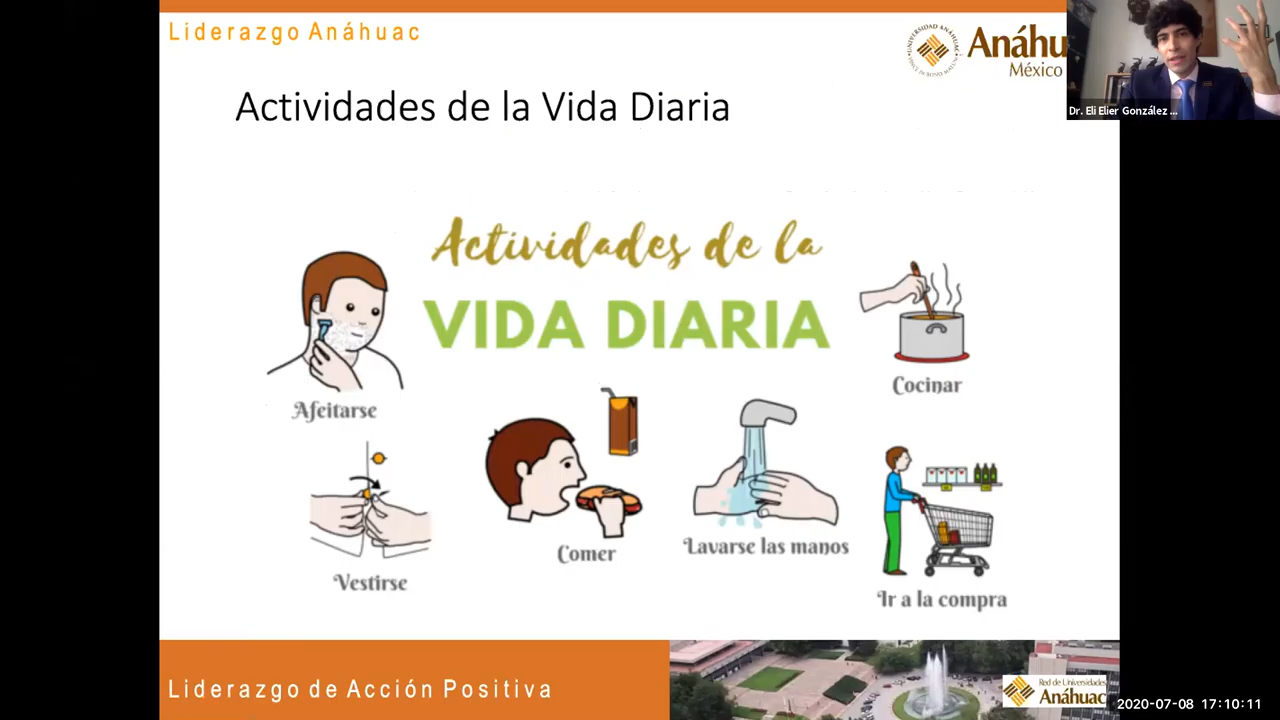 Liderazgo Anáhuac
Anáhu
México
Dr. Eli Elier González ...
Actividades de la Vida Diaria
Actividades de la
VIDA DIARIA
Afeitarse
Cocinar
Vestirse
Comer
Lavarse las manos
Ir a la compra
Liderazgo de Acción Positiva
Red de Universidades
Anáhuac
2020-07-08 17:10:11